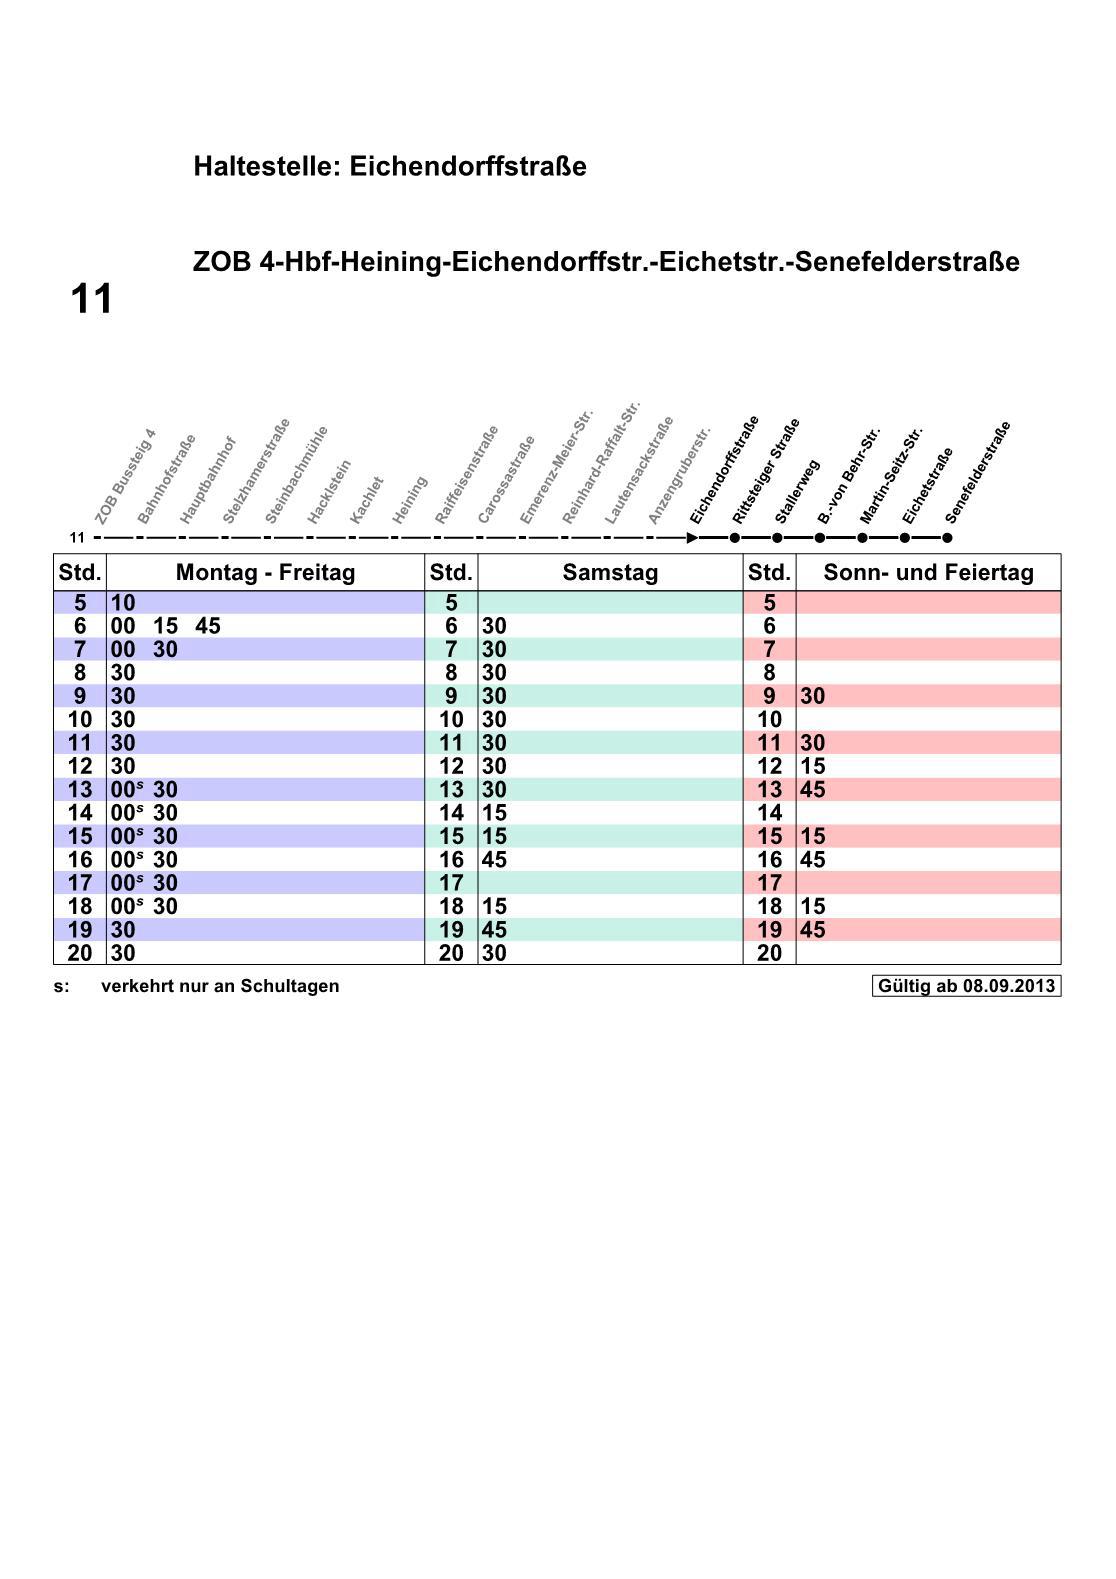 Haltestelle: Eichendorffstraße
ZOB 4-Hbf-Heining-Eichendorffstr.-Eichetstr.-Senefelderstraße
11
ZOB Bussteig 4
Bahnhofstraße
Hauptbahnhof
Stelzhamerstraße
Steinbachmühle
Hacklstein
Kachlet
Heining
Raiffeisenstraße
Carossastraße
Emerenz-Meier-Str.
Reinhard-Raffalt-Str.
Lautensackstraße
Anzengruberstr.
Eichendorffstraße
Rittsteiger Straße
Stallerweg
B.-von Behr-Str.
Martin-Seitz-Str.
Eichetstraße
Senefelderstraße
11
Std. Montag - Freitag Std. Samstag Std. Sonn- und Feiertag
5 10 5 5
6 00 15 45 6 30 6
7 00 30 7 30 7
8 30 8 30 8
9 30 9 30 9 30
10 30 10 30 10
11 30 11 30 11 30
12 30 12 30 12 15
13 00s 30 13 30 13 45
14 00s 30 14 15 14
15 00s 30 15 15 15 15
16 00s 30 16 45 16 45
17 00s 30 17 17
18 00s 30 18 15 18 15
19 30 19 45 19 45
20 30 20 30 20
s: verkehrt nur an Schultagen Gültig ab 08.09.2013